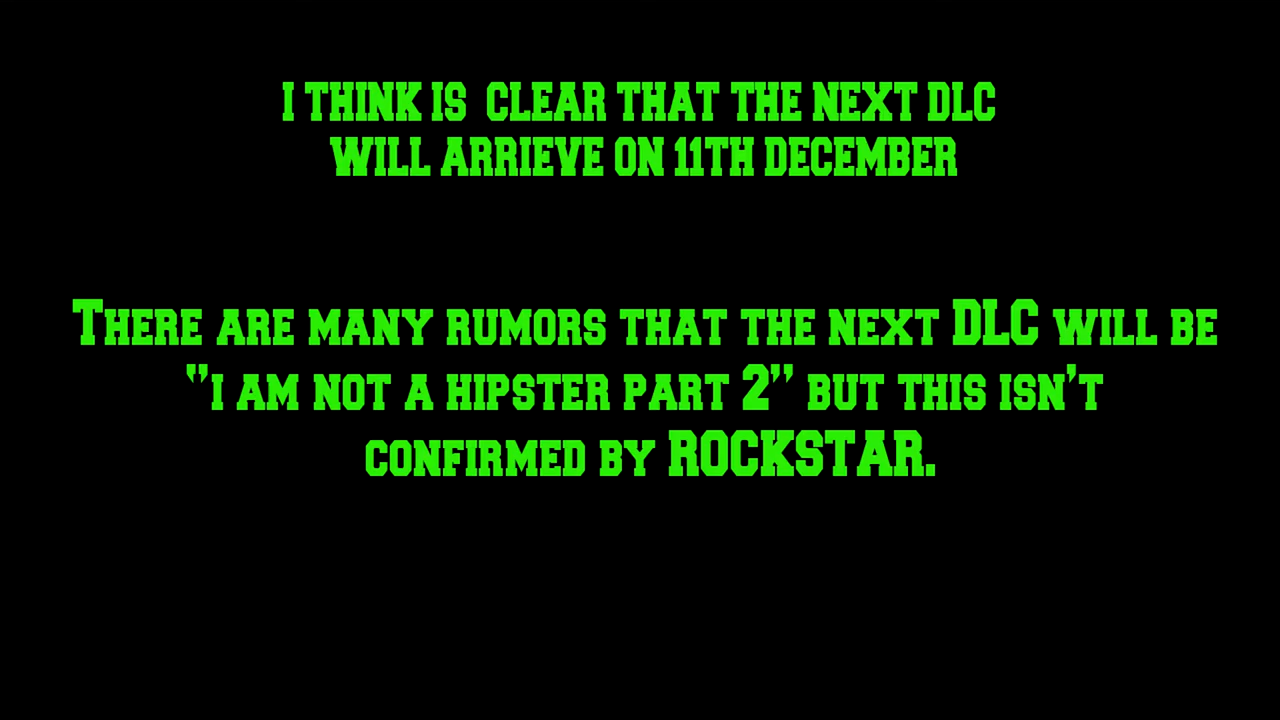 I THINK IS CLEAR THAT THE NEXT DLC
WILL ARRIEVE ON 11TH DECEMBER
There are many rumors that the next DLC will be
"i am not a hipster part 2" but this isn't
confirmed by ROCKSTAR.